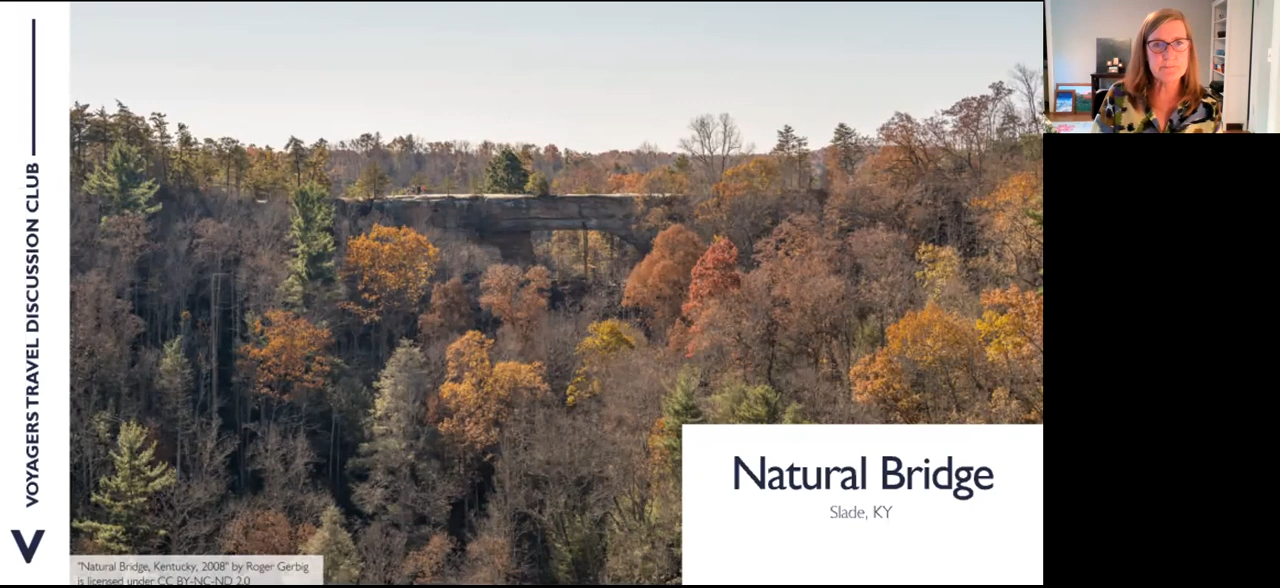 VOYAGERS TRAVEL DISCUSSION CLUB
V
Natural Bridge
Slade, KY
"Natural Bridge, Kentucky, 2008" by Roger Gerbig
is licensed under CC BY-NC-ND 2.0